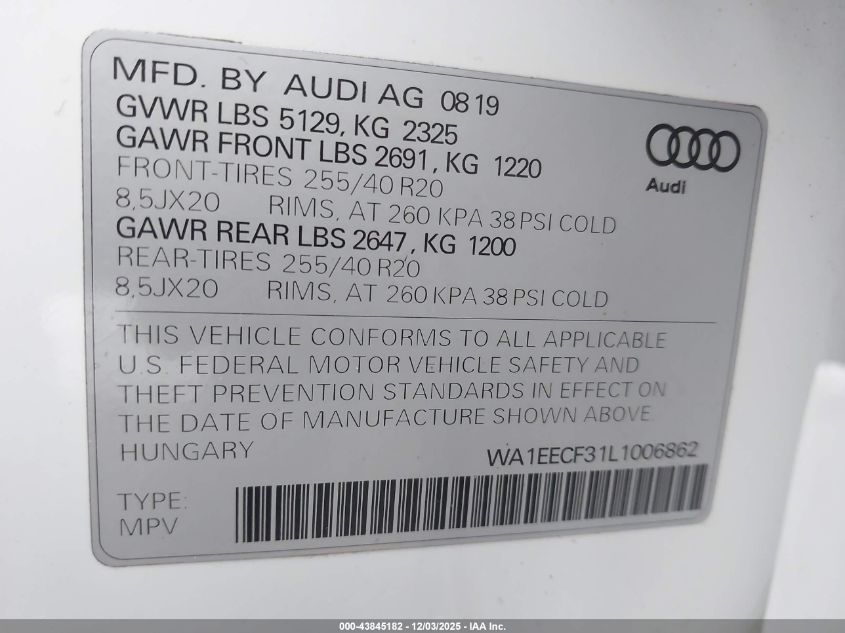 MFD. BY AUDI AG 0819
GVWR LBS 5129, KG 2325
GAWR FRONT LBS 2691, KG 1220
FRONT-TIRES 255/40 R20
8,5JX20 RIMS, AT 260 KPA 38 PSI COLD
GAWR REAR LBS 2647, KG 1200
REAR-TIRES 255/40 R20
8,5JX20 RIMS, AT 260 KPA 38 PSI COLD
Audi
THIS VEHICLE CONFORMS TO ALL APPLICABLE
U.S. FEDERAL MOTOR VEHICLE SAFETY AND
THEFT PREVENTION STANDARDS IN EFFECT ON
THE DATE OF MANUFACTURE SHOWN ABOVE.
HUNGARY WA1EECF31L1006862
TYPE:
MPV
000-43845182 - 12/03/2025 - IAA Inc.